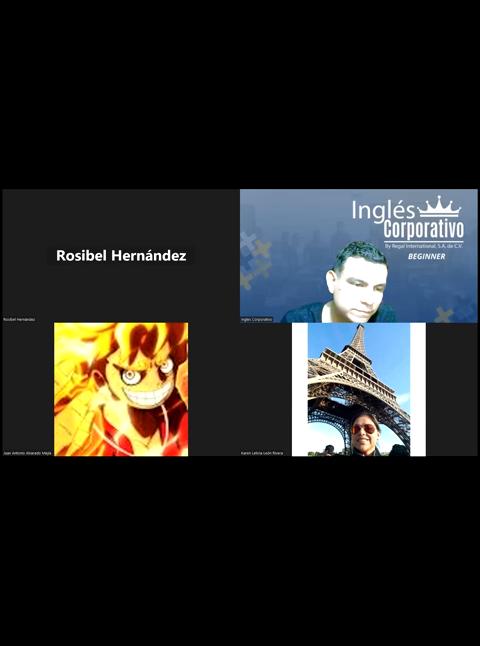 Rosibel Hernández
Rosibel Hernández
Inglés
Corporativo
By Regal International, S.A. de C.V.
BEGINNER
Inglés Corporativo
Juan Antonio Alvarado Mejía
Karen Leticia León Rivera